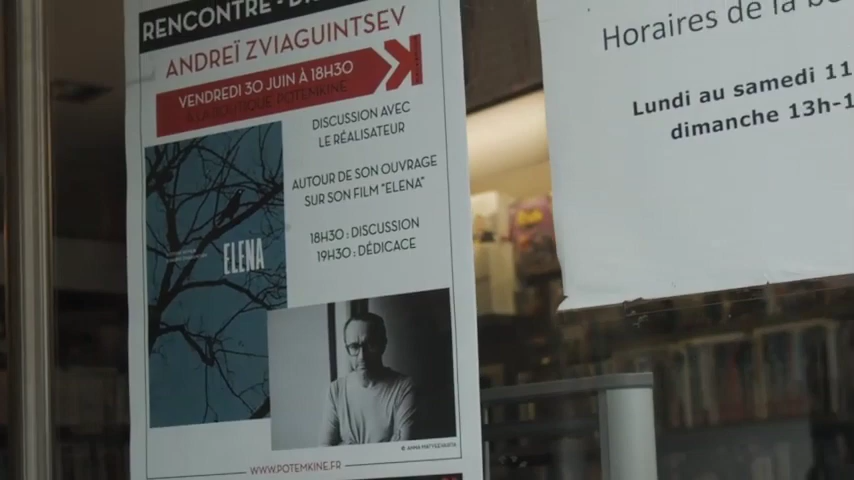 RENCONTRE -
ANDREÏ ZVIAGUINTSEV
VENDREDI 30 JUIN À 18H30
À LA BOUTIQUE POTEMKINE
DISCUSSION AVEC
LE RÉALISATEUR
AUTOUR DE SON OUVRAGE
SUR SON FILM "ELENA"
18H30 : DISCUSSION
19H30 : DÉDICACE
ELENA
© ANNA MATVEEVA
WWW.POTEMKINE.FR
Horaires de la
Lundi au samedi 11
dimanche 13h-1